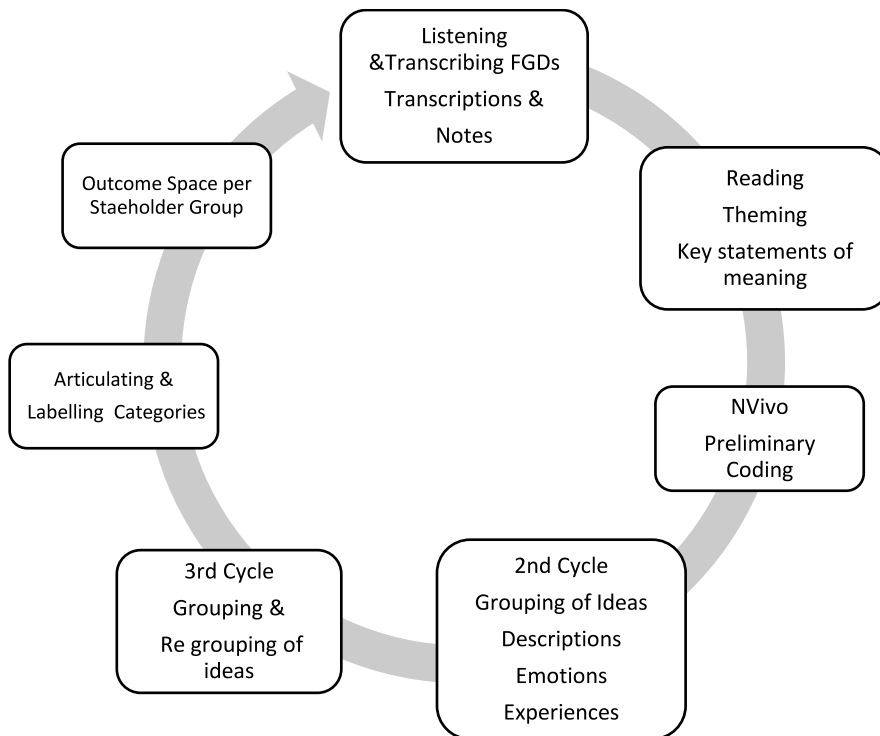 Listening
&Transcribing FGDs
Transcriptions &
Notes
Reading
Theming
Key statements of
meaning
NVivo
Preliminary
Coding
2nd Cycle
Grouping of Ideas
Descriptions
Emotions
Experiences
3rd Cycle
Grouping &
Re grouping of
ideas
Articulating &
Labelling Categories
Outcome Space per
Staeholder Group